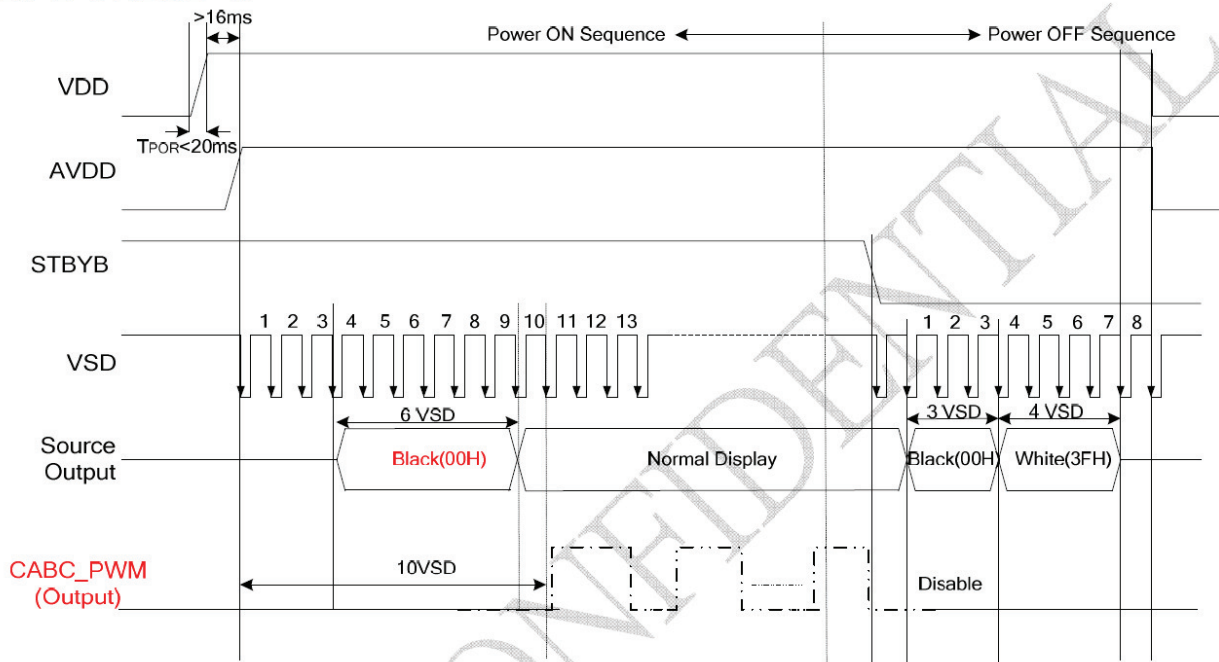 >16ms
Power ON Sequence
Power OFF Sequence
VDD
TPOR<20ms
AVDD
STBYB
1 2 3 4 5 6 7 8 9 10 11 12 13
1 2 3 4 5 6 7 8
VSD
6 VSD
3 VSD
4 VSD
Source
Output
Black(00H)
Normal Display
Black(00H)
White(3FH)
CABC_PWM
(Output)
10VSD
Disable
ONFIDENTIAL